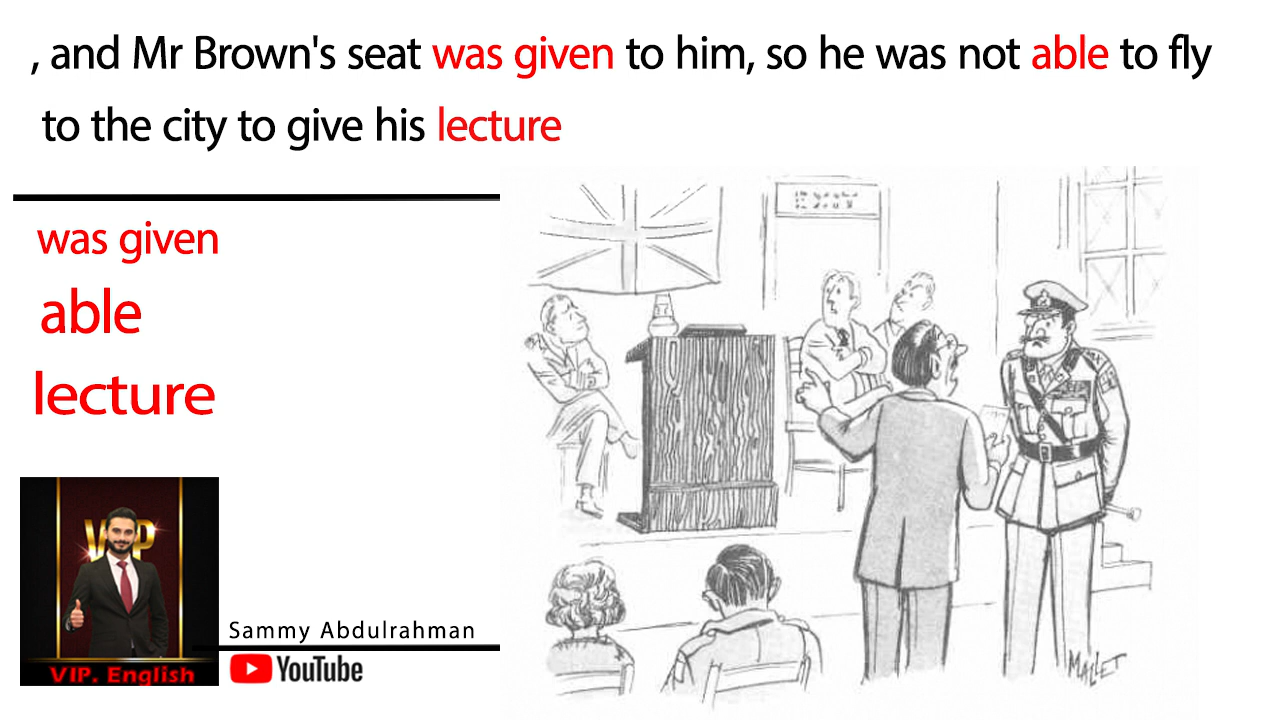 , and Mr Brown's seat was given to him, so he was not able to fly
to the city to give his lecture
was given
able
lecture
VIP
VIP. English
Sammy Abdulrahman
YouTube
MALLET